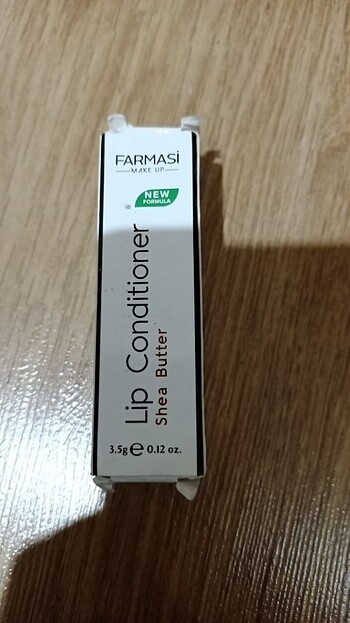 FARMASİ
MAKE UP
NEW
FORMULA
Lip Conditioner
Shea Butter
3.5g ℮ 0.12 oz.